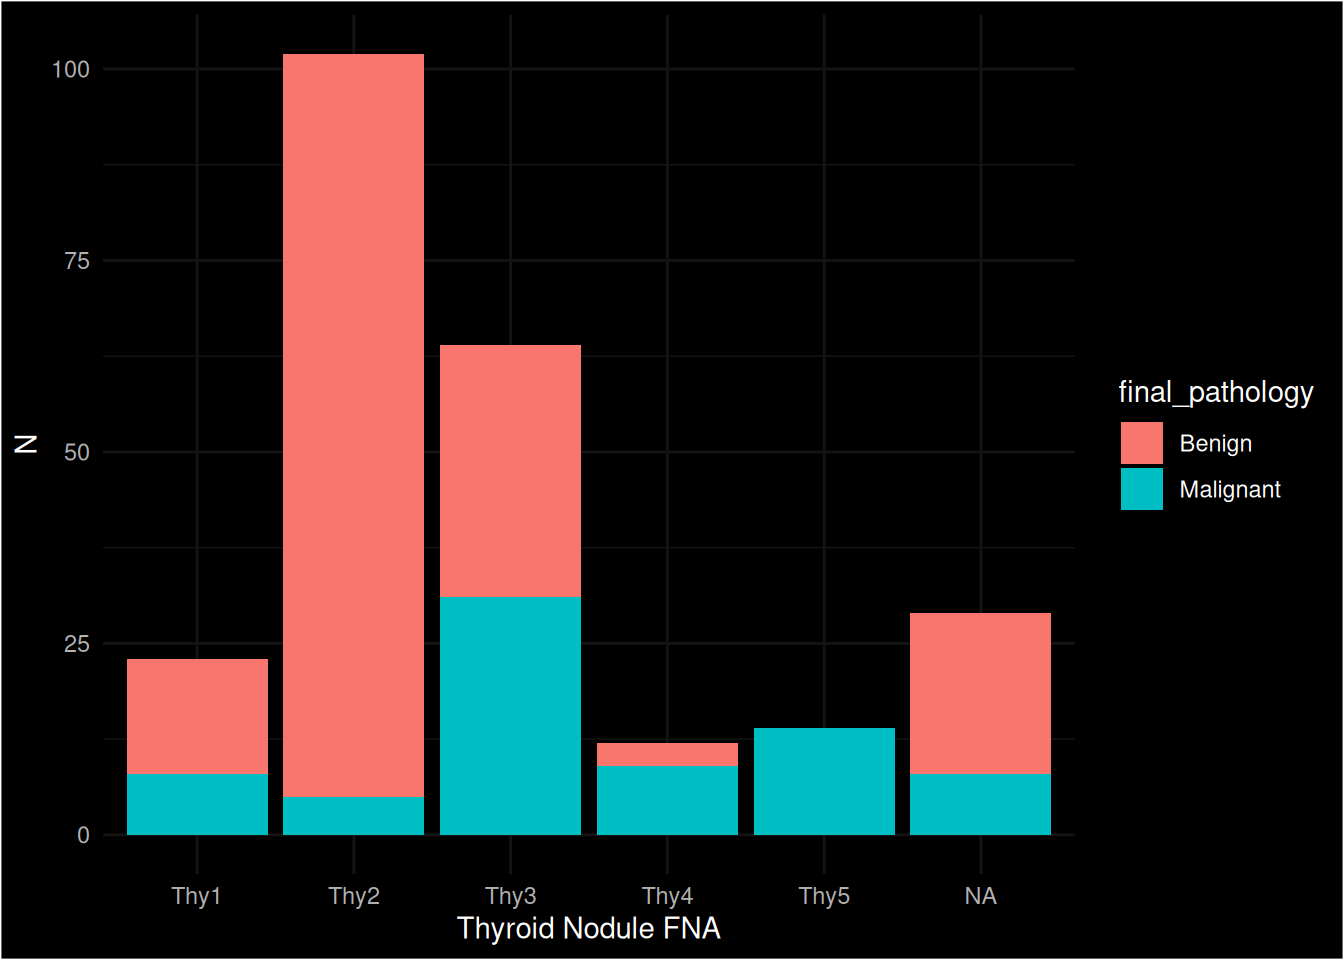 100
75
50
25
0
N
Thy1 Thy2 Thy3 Thy4 Thy5 NA
Thyroid Nodule FNA
final_pathology
Benign
Malignant